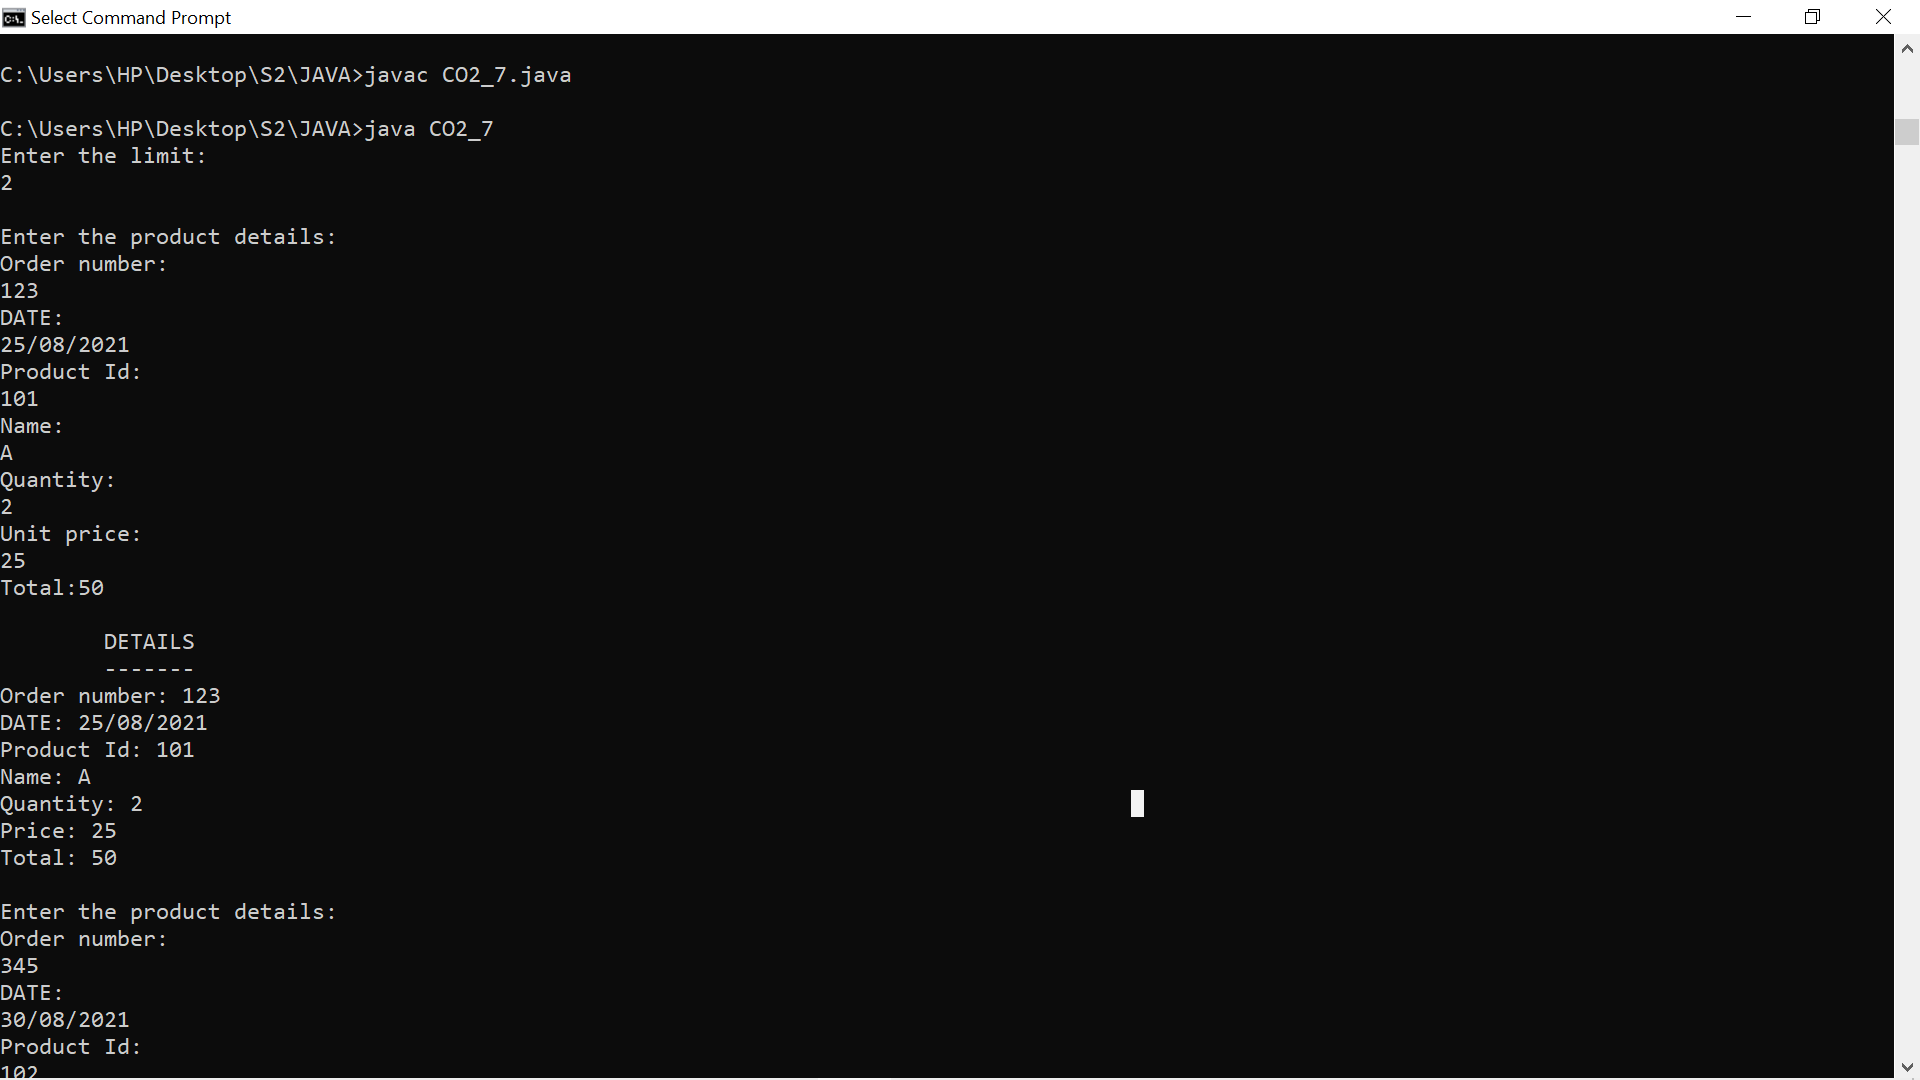 Select Command Prompt
C:\Users\HP\Desktop\S2\JAVA>javac CO2_7.java
C:\Users\HP\Desktop\S2\JAVA>java CO2_7
Enter the limit:
2
Enter the product details:
Order number:
123
DATE:
25/08/2021
Product Id:
101
Name:
A
Quantity:
2
Unit price:
25
Total:50
DETAILS
-------
Order number: 123
DATE: 25/08/2021
Product Id: 101
Name: A
Quantity: 2
Price: 25
Total: 50
Enter the product details:
Order number:
345
DATE:
30/08/2021
Product Id:
102